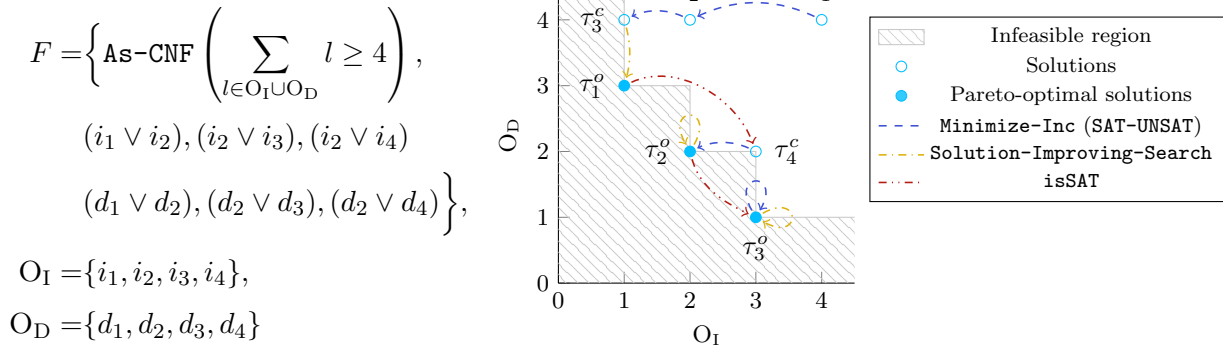 F = { As-CNF ( ∑_{l∈O_I∪O_D} l ≥ 4 ) ,
(i_1 ∨ i_2), (i_2 ∨ i_3), (i_2 ∨ i_4)
(d_1 ∨ d_2), (d_2 ∨ d_3), (d_2 ∨ d_4) } ,
O_I = {i_1, i_2, i_3, i_4},
O_D = {d_1, d_2, d_3, d_4}
4
3
2
1
0
O_D
τ_3^c
τ_1^o
τ_2^o
τ_4^c
τ_3^o
0 1 2 3 4
O_I
Infeasible region
Solutions
Pareto-optimal solutions
Minimize-Inc (SAT-UNSAT)
Solution-Improving-Search
isSAT